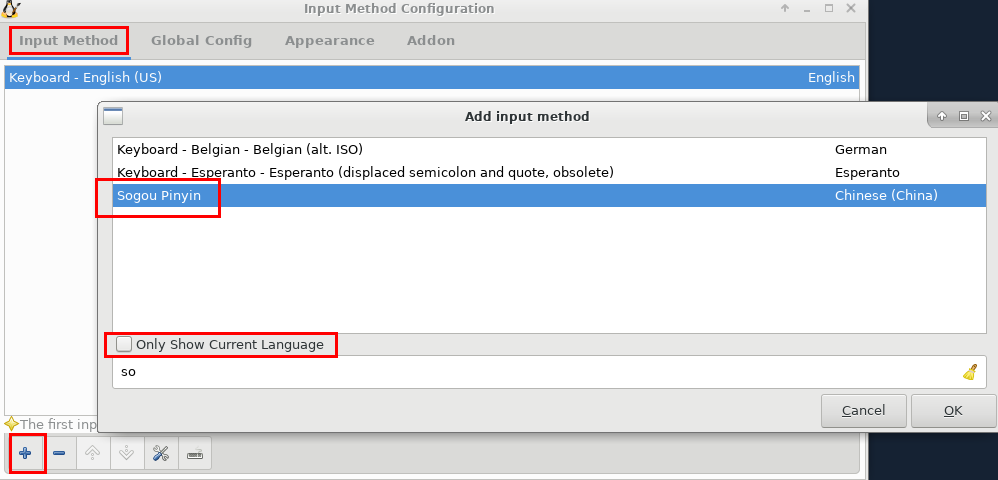 Input Method Configuration
Input Method Global Config Appearance Addon
Keyboard - English (US) English
Add input method
Keyboard - Belgian - Belgian (alt. ISO) German
Keyboard - Esperanto - Esperanto (displaced semicolon and quote, obsolete) Esperanto
Sogou Pinyin Chinese (China)
Only Show Current Language
so
Cancel OK
The first inp